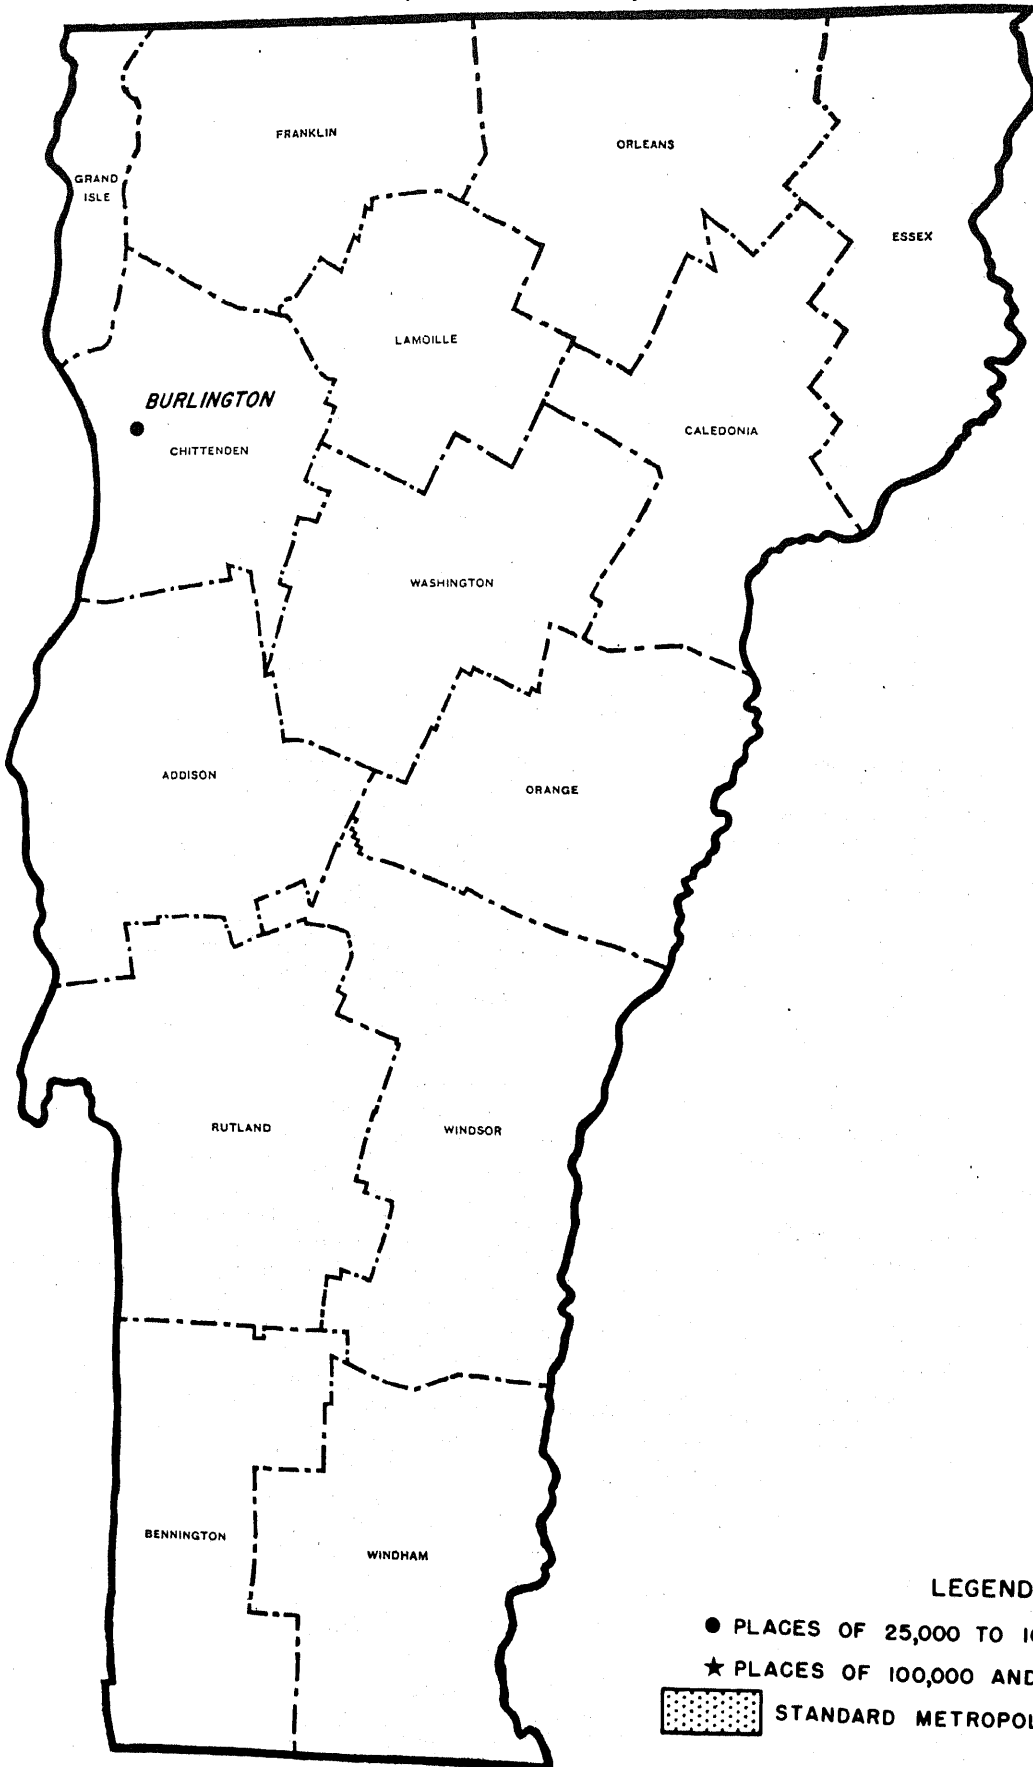 FRANKLIN
ORLEANS
GRAND
ISLE
ESSEX
LAMOILLE
BURLINGTON
CHITTENDEN
CALEDONIA
WASHINGTON
ADDISON
ORANGE
RUTLAND
WINDSOR
BENNINGTON
WINDHAM
LEGEND
● PLACES OF 25,000 TO
★ PLACES OF 100,000 AND
STANDARD